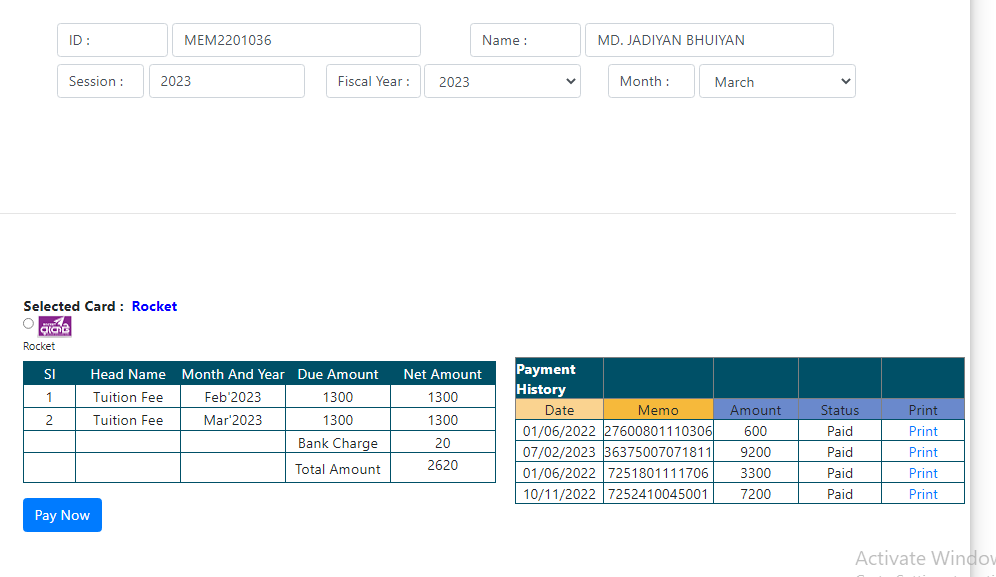 ID : MEM2201036 Name : MD. JADIYAN BHUIYAN
Session : 2023 Fiscal Year : 2023 Month : March
Selected Card : Rocket
রকেট
Rocket
Sl Head Name Month And Year Due Amount Net Amount
1 Tuition Fee Feb'2023 1300 1300
2 Tuition Fee Mar'2023 1300 1300
Bank Charge 20
Total Amount 2620
Pay Now
Payment History
Date Memo Amount Status Print
01/06/2022 27600801110306 600 Paid Print
07/02/2023 36375007071811 9200 Paid Print
01/06/2022 7251801111706 3300 Paid Print
10/11/2022 7252410045001 7200 Paid Print
Activate Window